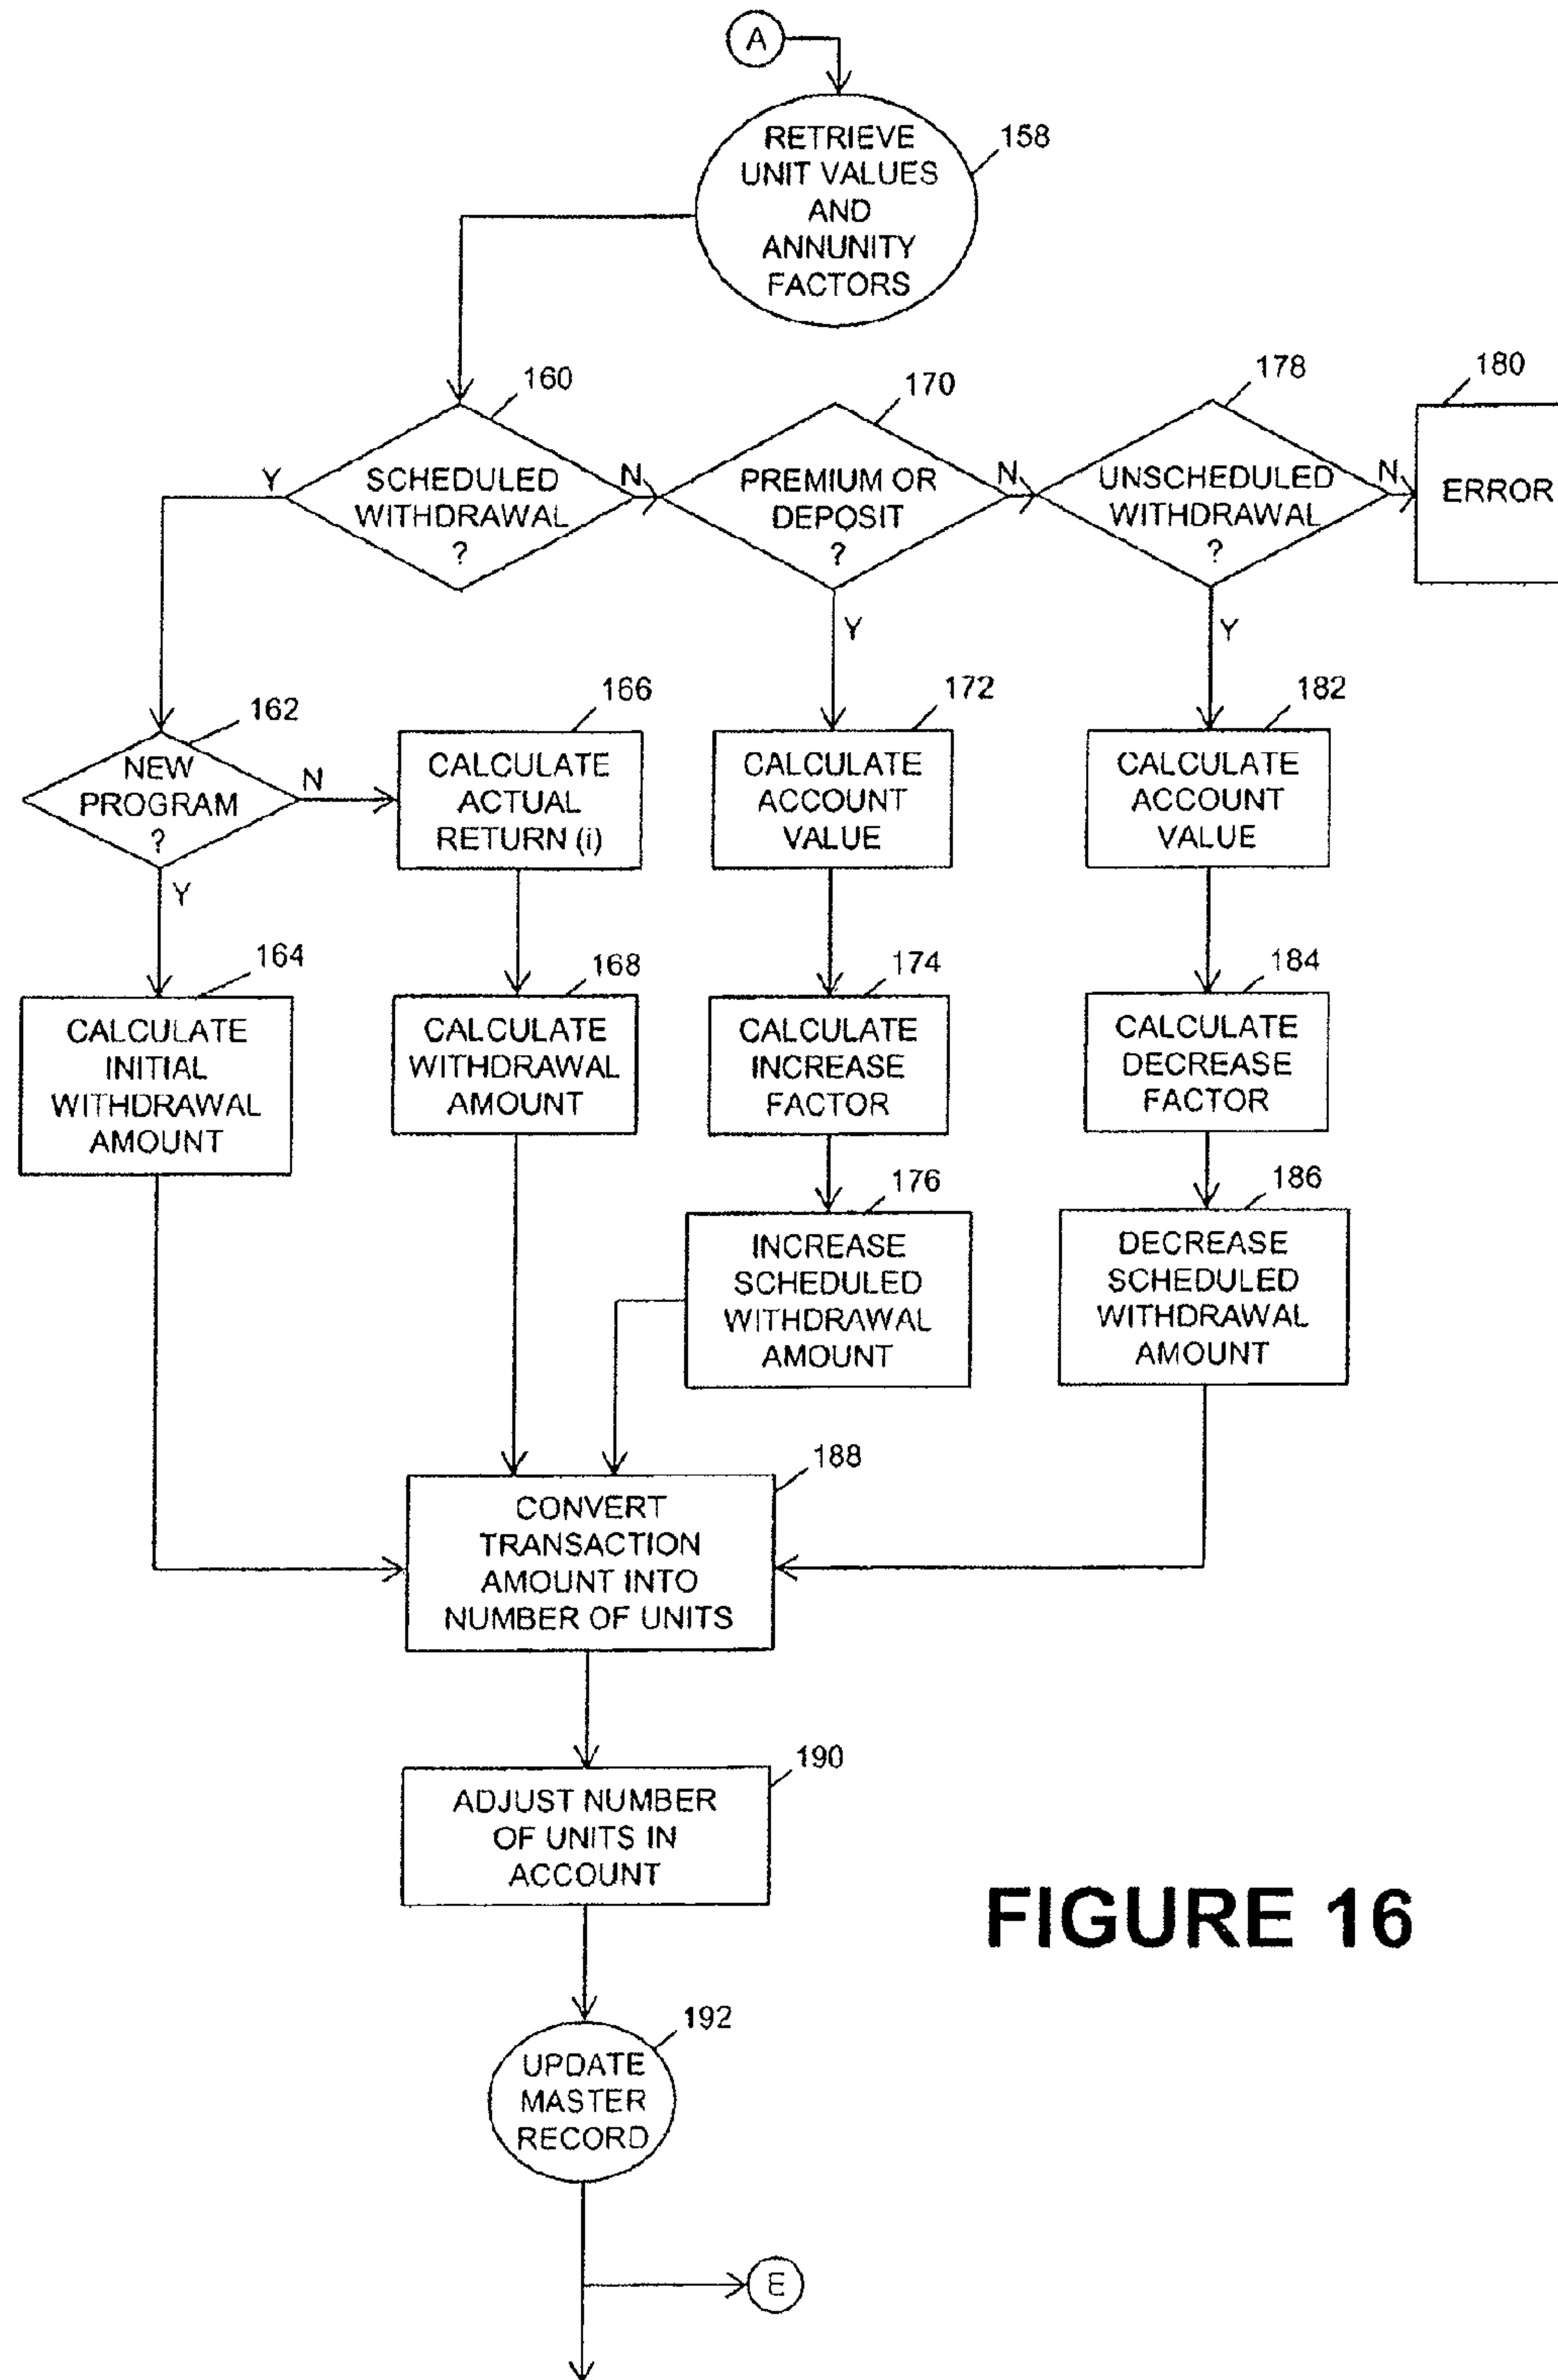 A
RETRIEVE
UNIT VALUES
AND
ANNUNITY
FACTORS
158
160
SCHEDULED
WITHDRAWAL
?
Y
N
170
PREMIUM OR
DEPOSIT
?
N
Y
178
UNSCHEDULED
WITHDRAWAL
?
N
Y
180
ERROR
162
NEW
PROGRAM
?
N
Y
166
CALCULATE
ACTUAL
RETURN (i)
172
CALCULATE
ACCOUNT
VALUE
182
CALCULATE
ACCOUNT
VALUE
164
CALCULATE
INITIAL
WITHDRAWAL
AMOUNT
168
CALCULATE
WITHDRAWAL
AMOUNT
174
CALCULATE
INCREASE
FACTOR
184
CALCULATE
DECREASE
FACTOR
176
INCREASE
SCHEDULED
WITHDRAWAL
AMOUNT
186
DECREASE
SCHEDULED
WITHDRAWAL
AMOUNT
188
CONVERT
TRANSACTION
AMOUNT INTO
NUMBER OF UNITS
190
ADJUST NUMBER
OF UNITS IN
ACCOUNT
FIGURE 16
192
UPDATE
MASTER
RECORD
E